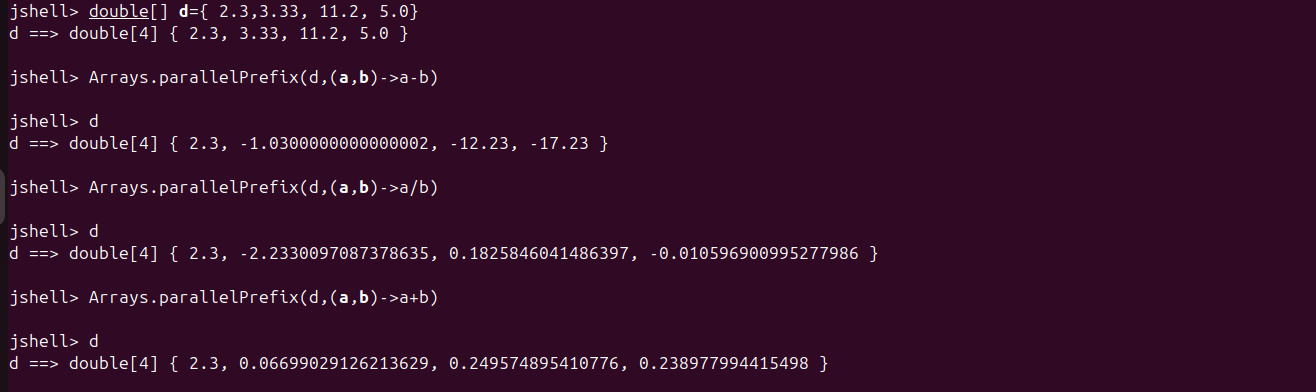 jshell> double[] d={ 2.3,3.33, 11.2, 5.0}
d ==> double[4] { 2.3, 3.33, 11.2, 5.0 }
jshell> Arrays.parallelPrefix(d,(a,b)->a-b)
jshell> d
d ==> double[4] { 2.3, -1.0300000000000002, -12.23, -17.23 }
jshell> Arrays.parallelPrefix(d,(a,b)->a/b)
jshell> d
d ==> double[4] { 2.3, -2.2330097087378635, 0.1825846041486397, -0.010596900995277986 }
jshell> Arrays.parallelPrefix(d,(a,b)->a+b)
jshell> d
d ==> double[4] { 2.3, 0.06699029126213629, 0.249574895410776, 0.238977994415498 }